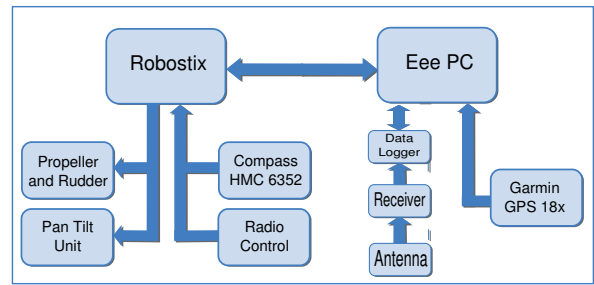 Robostix
Eee PC
Propeller
and Rudder
Compass
HMC 6352
Data
Logger
Pan Tilt
Unit
Radio
Control
Receiver
Antenna
Garmin
GPS 18x